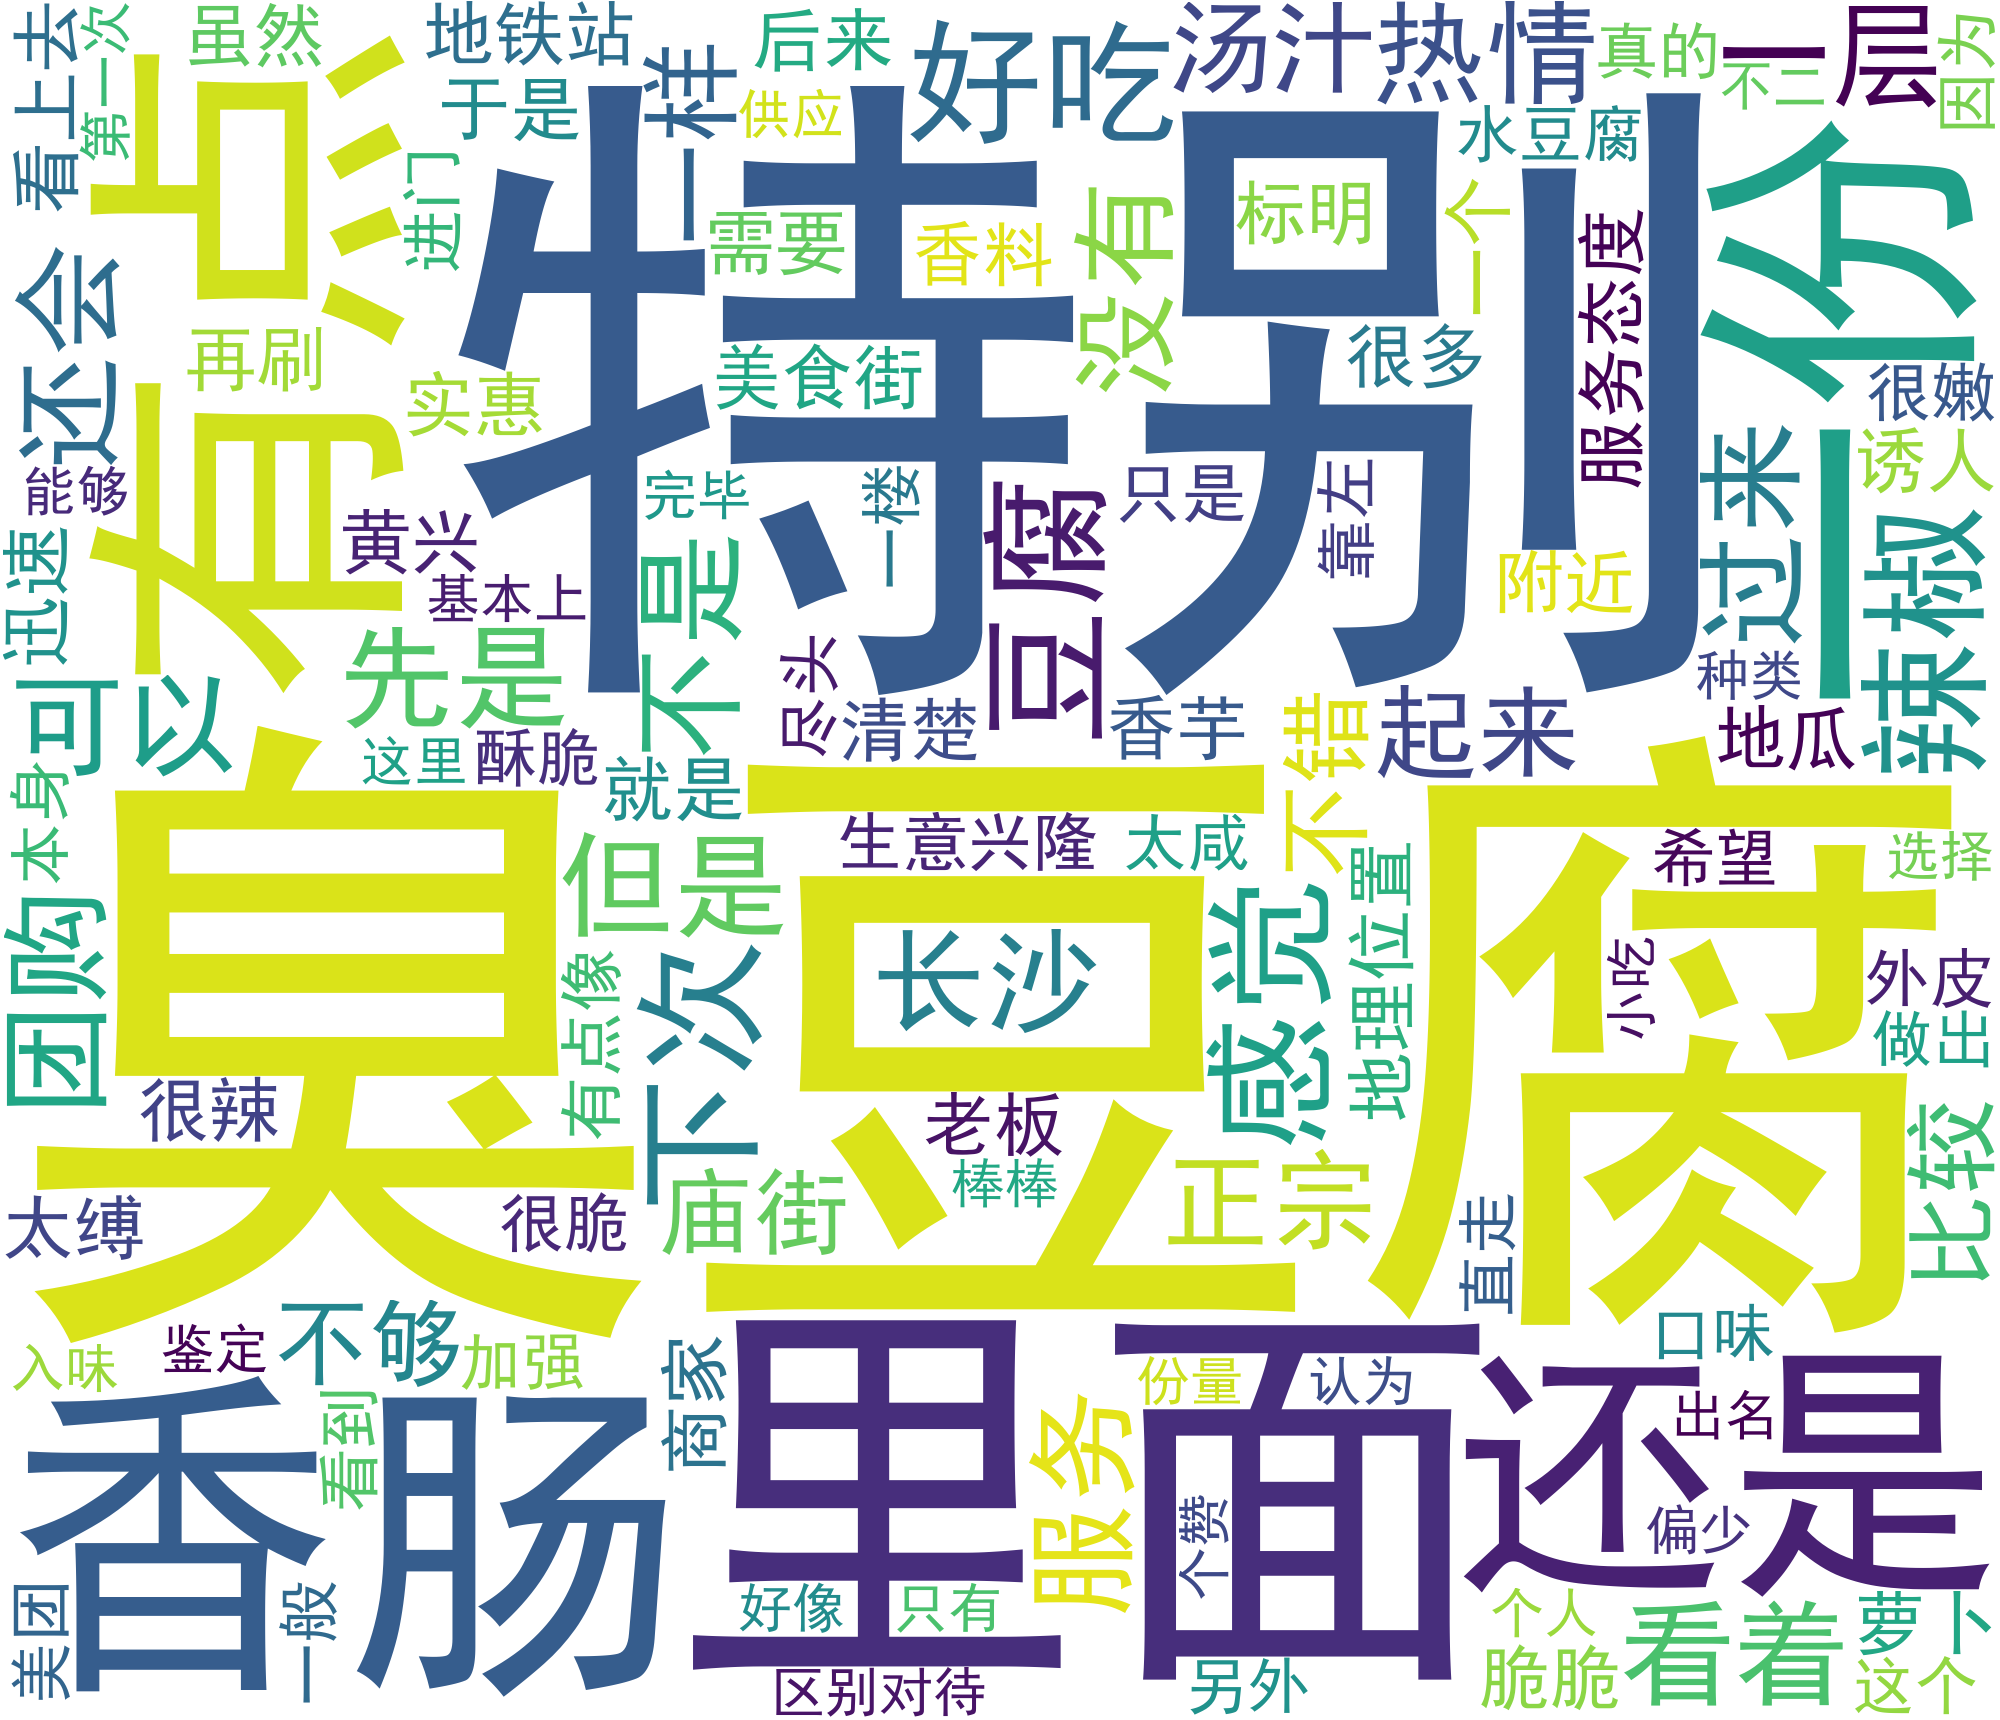 看上去
第一次
虽然
地铁站
于是
一样
后来
供应
好吃
汤汁
热情
真的
不二
一层
因为
有点
进门
特别
需要
香料
没有
标明
水豆腐
一个
服务态度
一份
还会
再刷
实惠
美食街
很多
很嫩
诱人
过来
辣椒
能够
迅速
黄兴
基本上
完毕
一楼
不是
豆腐
只是
靠左
附近
种类
地瓜
可以
先是
这里
酥脆
就是
尽头
清楚
香芋
不错
起来
本身
臭豆腐
但是
生意兴隆
太咸
希望
选择
团购
有点像
下次
长沙
感觉
地理位置
小吃
外皮
做出
很辣
老板
棒棒
太缚
很脆
庙街
正宗
直走
比较
入味
鉴定
不够
加强
口味
香肠
看到
商家
里面
服务
份量
认为
还是
出名
偏少
个赞
美团
一般
好像
只有
区别对待
另外
个人
脆脆
看着
萝卜
这个